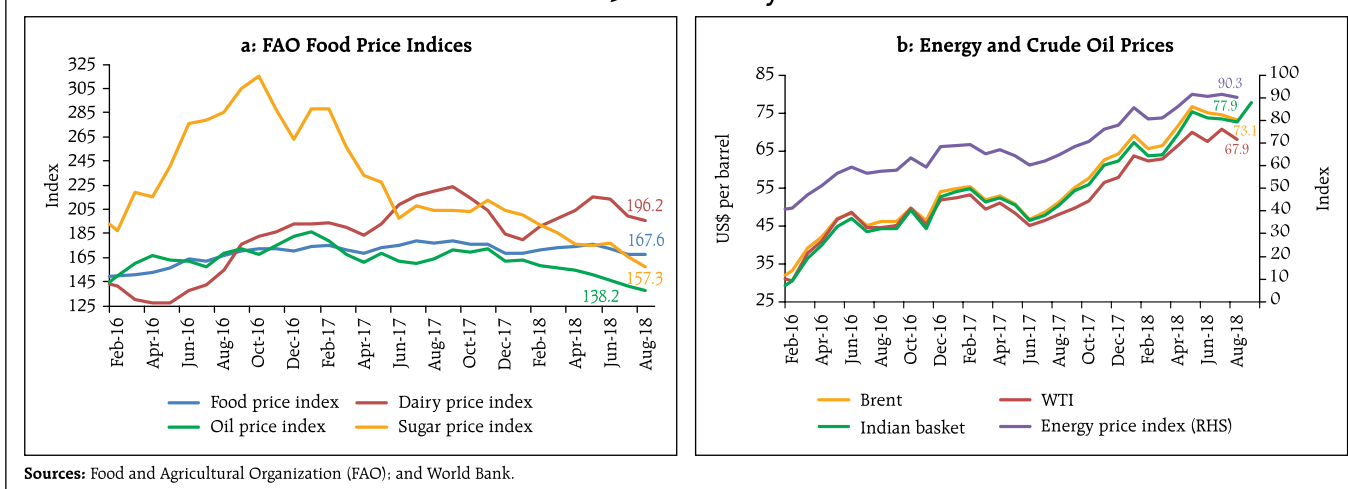 a: FAO Food Price Indices
325
305
285
265
245
225
205
185
165
145
125
Index
196.2
167.6
157.3
138.2
Feb-16
Apr-16
Jun-16
Aug-16
Oct-16
Dec-16
Feb-17
Apr-17
Jun-17
Aug-17
Oct-17
Dec-17
Feb-18
Apr-18
Jun-18
Aug-18
Food price index
Dairy price index
Oil price index
Sugar price index
b: Energy and Crude Oil Prices
85
75
65
55
45
35
25
US$ per barrel
100
90
80
70
60
50
40
30
20
10
0
Index
90.3
77.9
73.1
67.9
Feb-16
Apr-16
Jun-16
Aug-16
Oct-16
Dec-16
Feb-17
Apr-17
Jun-17
Aug-17
Oct-17
Dec-17
Feb-18
Apr-18
Jun-18
Aug-18
Brent
WTI
Indian basket
Energy price index (RHS)
Sources: Food and Agricultural Organization (FAO); and World Bank.